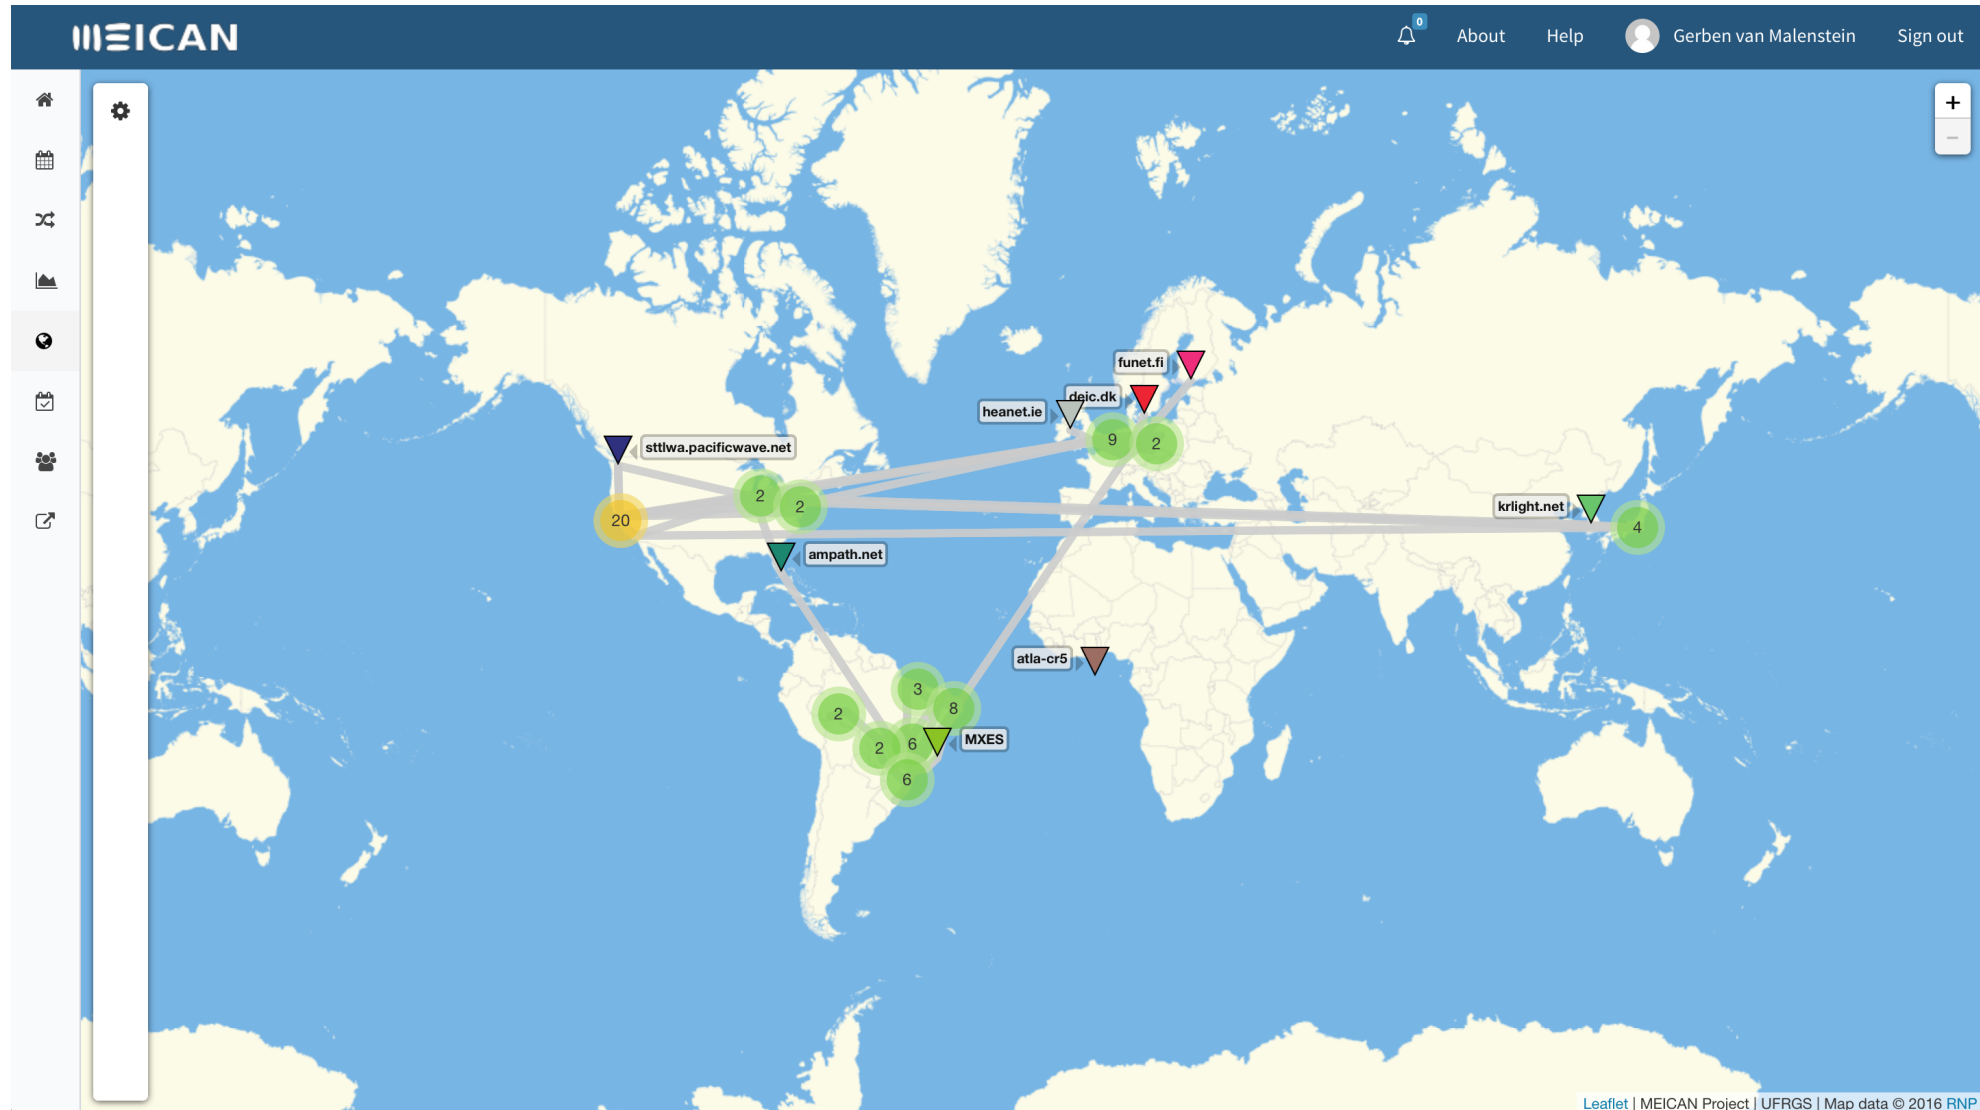 MEICAN
0
About
Help
Gerben van Malenstein
Sign out
+
−
funet.fi
deic.dk
heanet.ie
9
2
sttlwa.pacificwave.net
2
2
20
krlight.net
4
ampath.net
atla-cr5
3
2
8
2
6
MXES
6
Leaflet | MEICAN Project | UFRGS | Map data © 2016 RNP